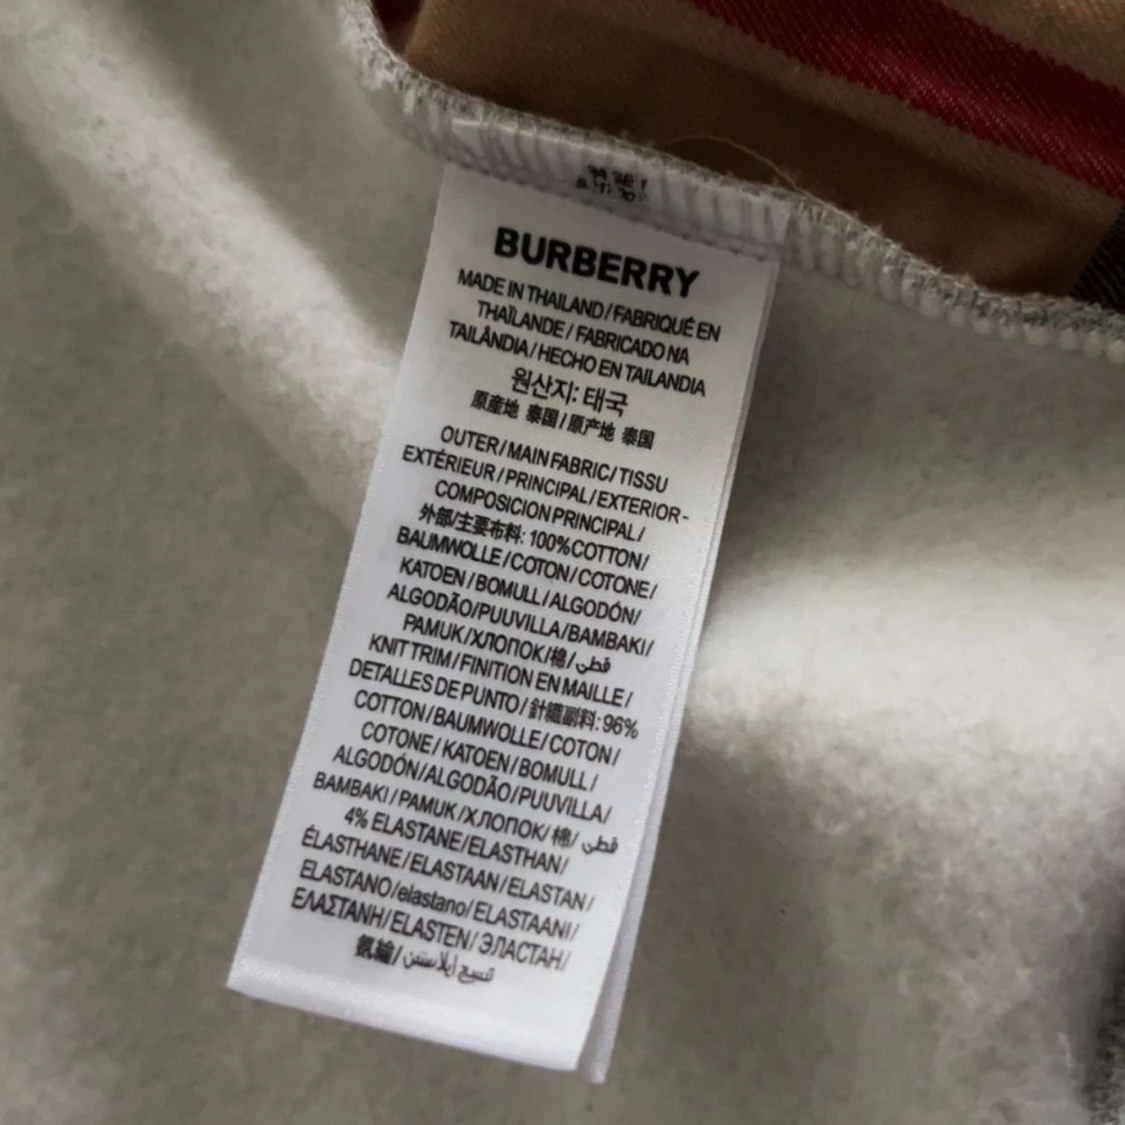 BURBERRY
MADE IN THAILAND/FABRIQUÉ EN
THAÏLANDE/FABRICADO NA
TAILÂNDIA/HECHO EN TAILANDIA
원산지: 태국
原産地 泰国/原产地 泰国
OUTER/MAIN FABRIC/TISSU
EXTÉRIEUR/PRINCIPAL/EXTERIOR-
COMPOSICION PRINCIPAL/
外部/主要布料: 100% COTTON/
BAUMWOLLE/COTON/COTONE/
KATOEN/BOMULL/ALGODÓN/
ALGODÃO/PUUVILLA/BAMBAKI/
PAMUK/ХЛОПОК/棉/قطن
KNIT TRIM/FINITION EN MAILLE/
DETALLES DE PUNTO/針織副料: 96%
COTTON/BAUMWOLLE/COTON/
COTONE/KATOEN/BOMULL/
ALGODÓN/ALGODÃO/PUUVILLA/
BAMBAKI/PAMUK/ХЛОПОК/棉/قطن
4% ELASTANE/ELASTHAN/
ÉLASTHANE/ELASTAAN/ELASTAN/
ELASTANO/elastano/ELASTAANI/
ΕΛΑΣΤΑΝΗ/ELASTEN/ЭЛАСТАН/
氨綸/نسيج إيلاستين